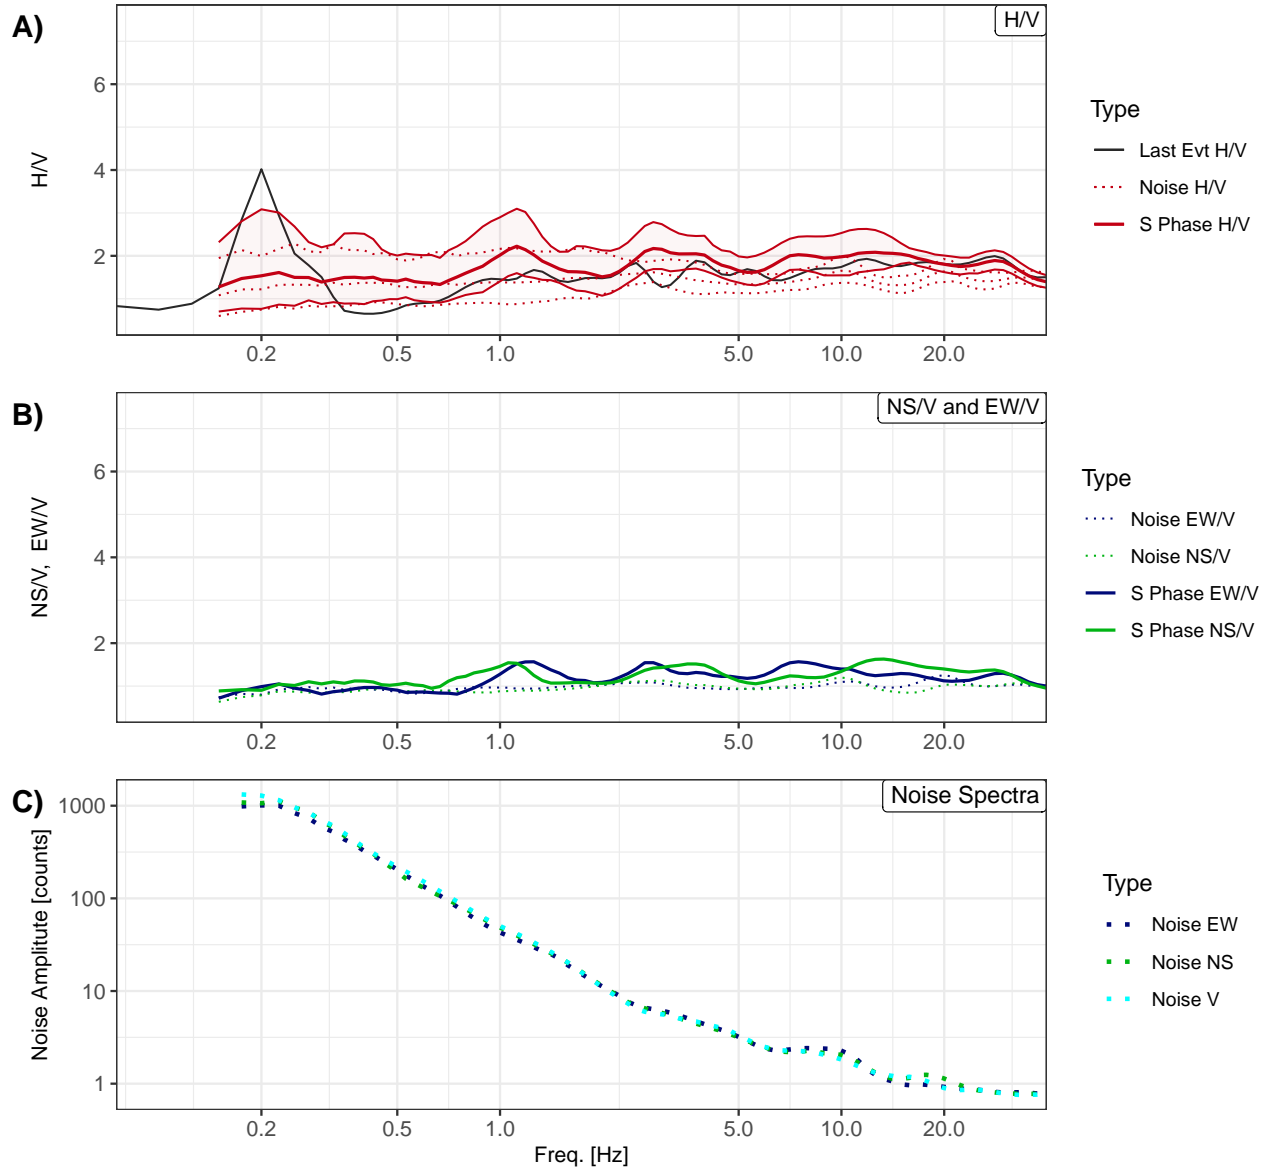 A)
H/V
H/V
6
4
2
0.2 0.5 1.0 5.0 10.0 20.0
Type
Last Evt H/V
Noise H/V
S Phase H/V
B)
NS/V and EW/V
NS/V, EW/V
6
4
2
0.2 0.5 1.0 5.0 10.0 20.0
Type
Noise EW/V
Noise NS/V
S Phase EW/V
S Phase NS/V
C)
Noise Spectra
Noise Amplitute [counts]
1000
100
10
1
0.2 0.5 1.0 5.0 10.0 20.0
Freq. [Hz]
Type
Noise EW
Noise NS
Noise V